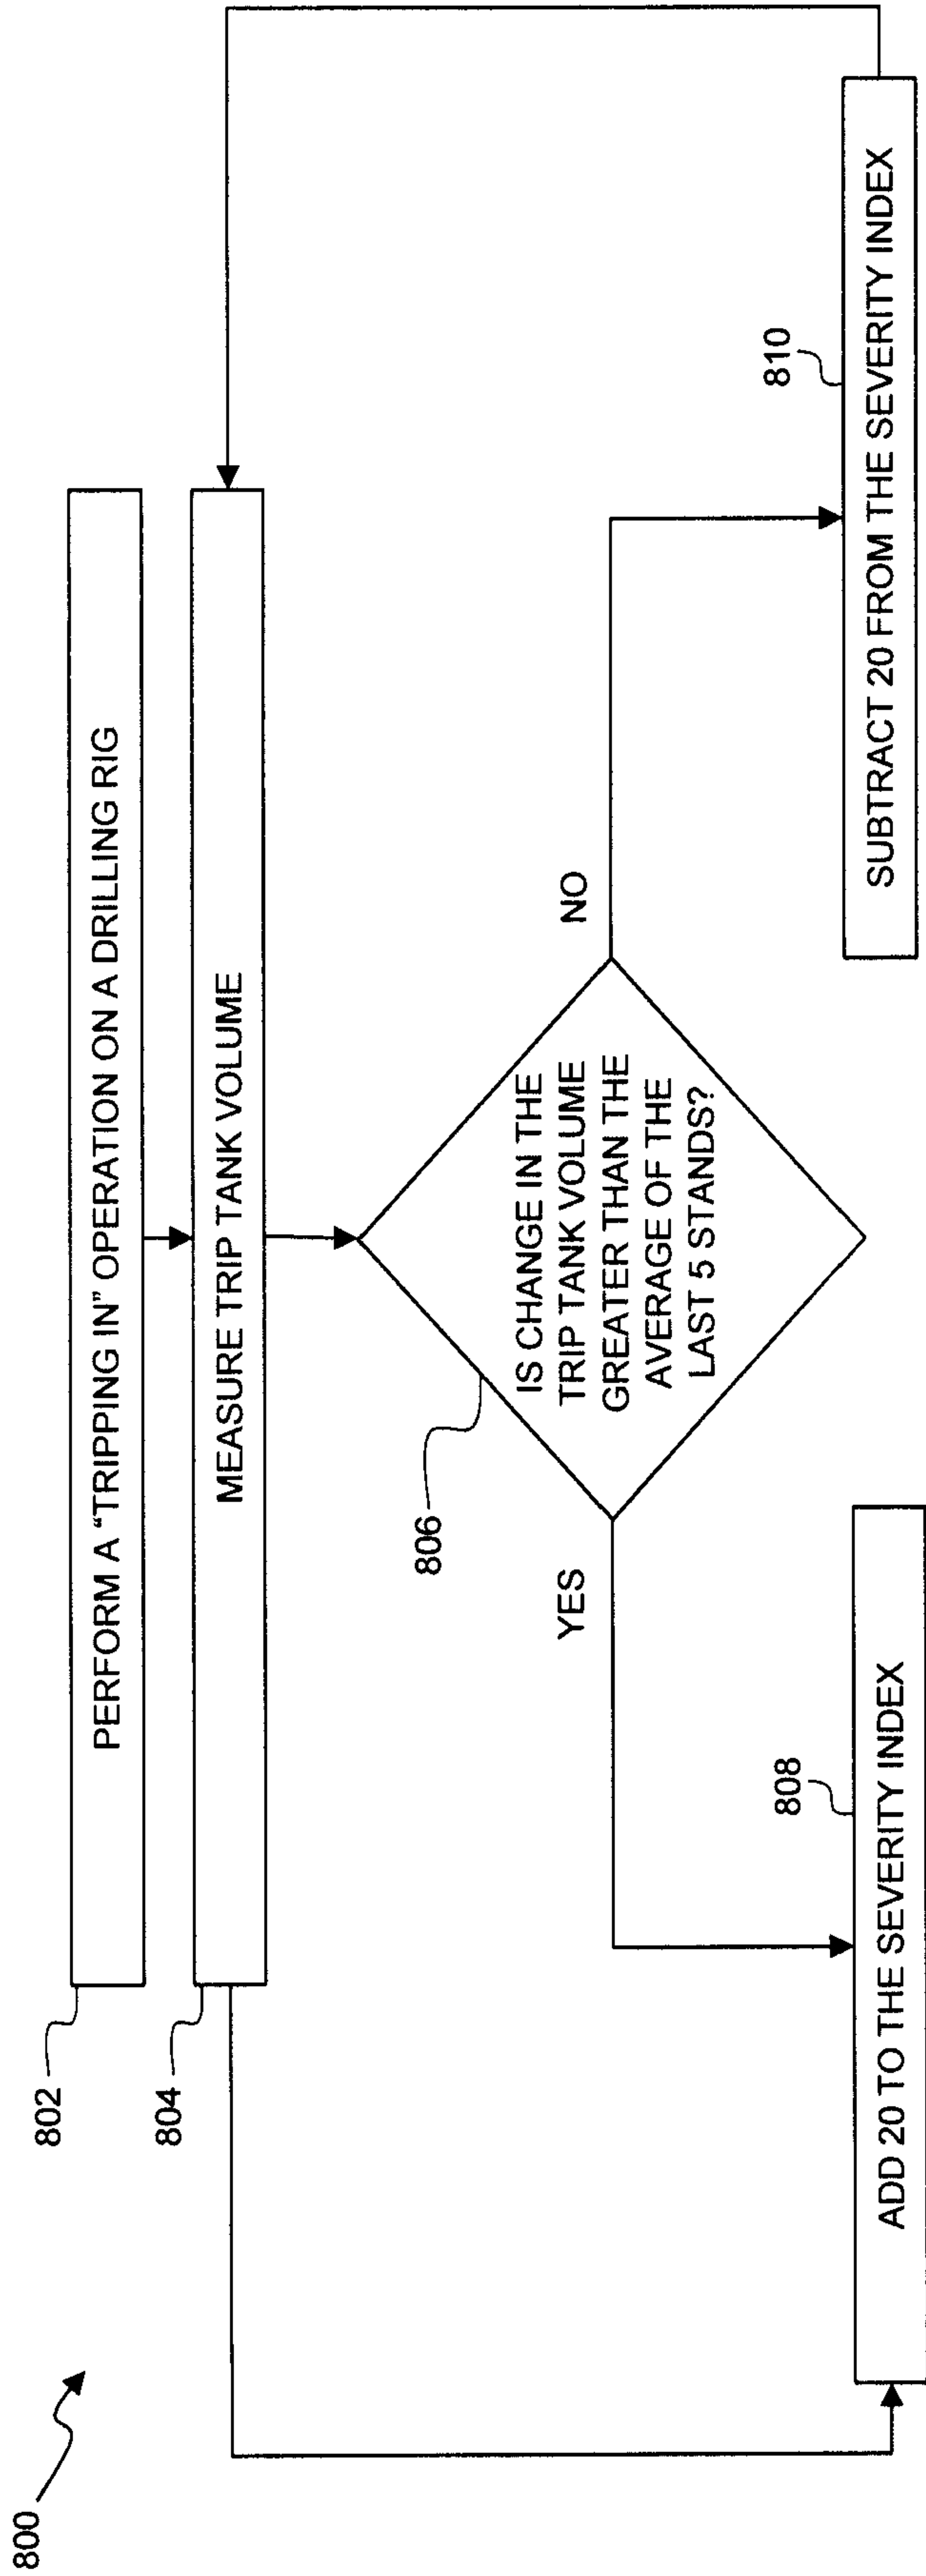 800
802
PERFORM A "TRIPPING IN" OPERATION ON A DRILLING RIG
804
MEASURE TRIP TANK VOLUME
806
IS CHANGE IN THE
TRIP TANK VOLUME
GREATER THAN THE
AVERAGE OF THE
LAST 5 STANDS?
YES
NO
808
ADD 20 TO THE SEVERITY INDEX
810
SUBTRACT 20 FROM THE SEVERITY INDEX